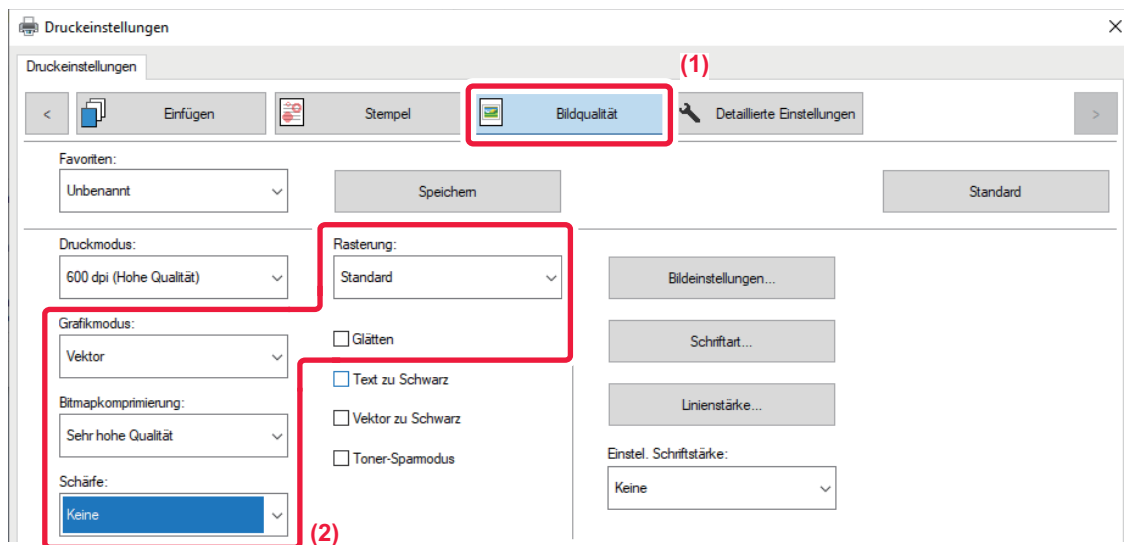 Druckeinstellungen
Druckeinstellungen
(1)
< Einfügen Stempel Bildqualität Detaillierte Einstellungen >
Favoriten:
Unbenannt Speichern Standard
Druckmodus: Rasterung:
600 dpi (Hohe Qualität) Standard Bildeinstellungen...
Grafikmodus:
Vektor Glätten Schriftart...
Text zu Schwarz
Bitmapkomprimierung: Vektor zu Schwarz Linienstärke...
Sehr hohe Qualität
Toner-Sparmodus Einstel. Schriftstärke:
Schärfe: Keine
Keine
(2)